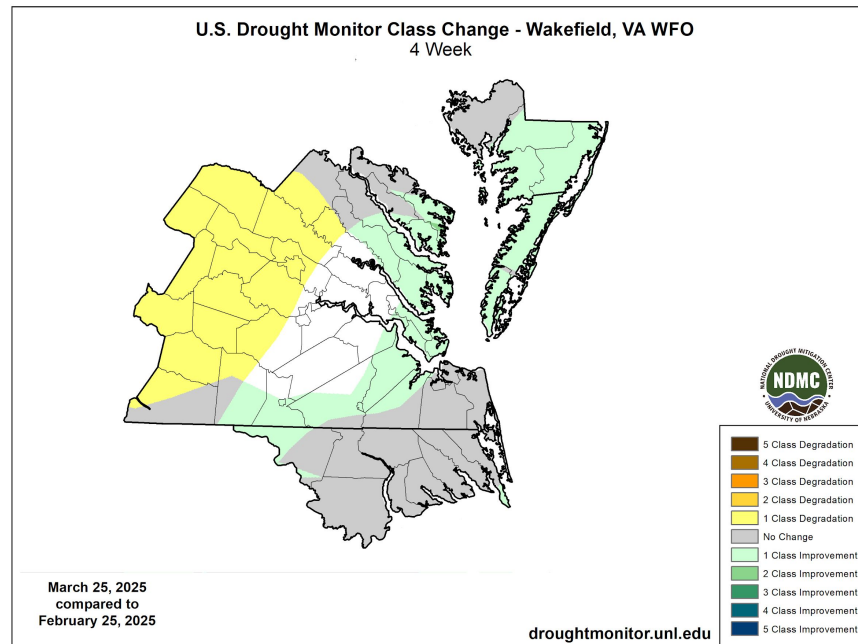 U.S. Drought Monitor Class Change - Wakefield, VA WFO
4 Week
NATIONAL DROUGHT MITIGATION CENTER
NDMC
UNIVERSITY OF NEBRASKA
5 Class Degradation
4 Class Degradation
3 Class Degradation
2 Class Degradation
1 Class Degradation
No Change
1 Class Improvement
2 Class Improvement
3 Class Improvement
4 Class Improvement
5 Class Improvement
March 25, 2025
compared to
February 25, 2025
droughtmonitor.unl.edu